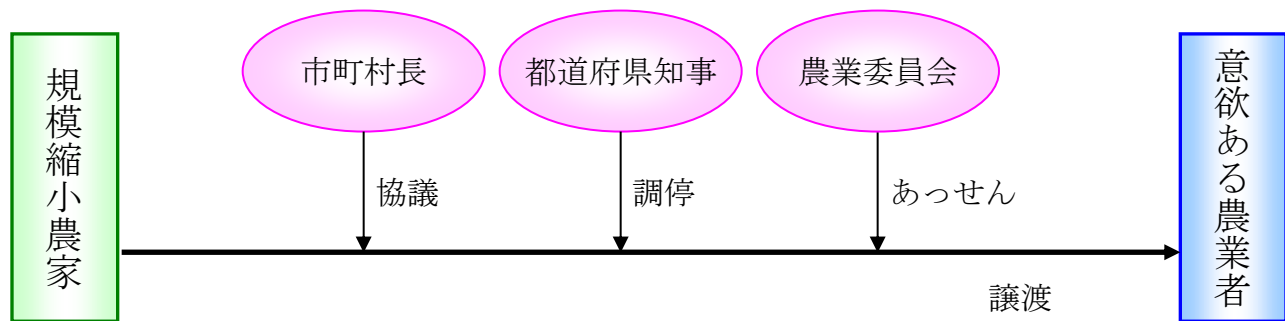 規模縮小農家
市町村長
都道府県知事
農業委員会
協議
調停
あっせん
譲渡
意欲ある農業者